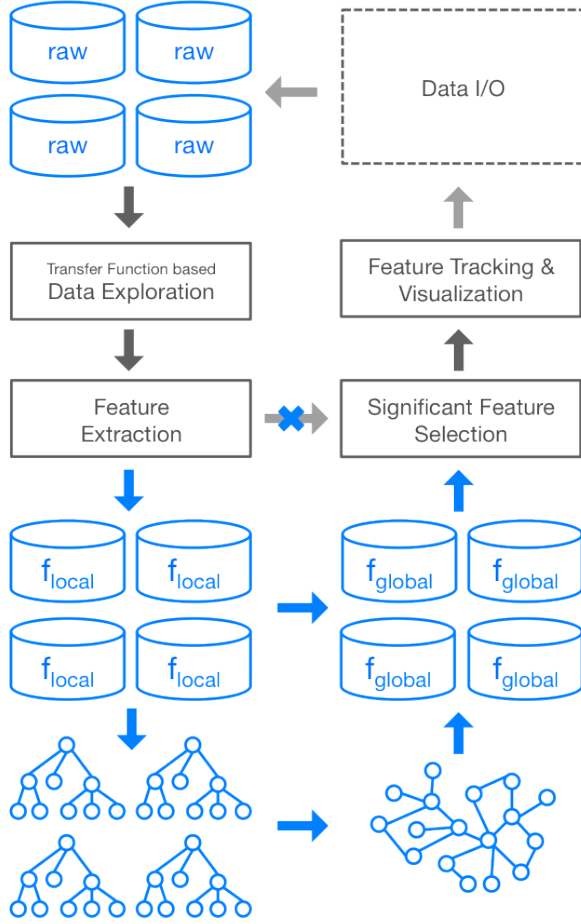 raw
raw
Data I/O
raw
raw
Transfer Function based
Data Exploration
Feature Tracking &
Visualization
Feature
Extraction
Significant Feature
Selection
flocal
flocal
fglobal
fglobal
flocal
flocal
fglobal
fglobal